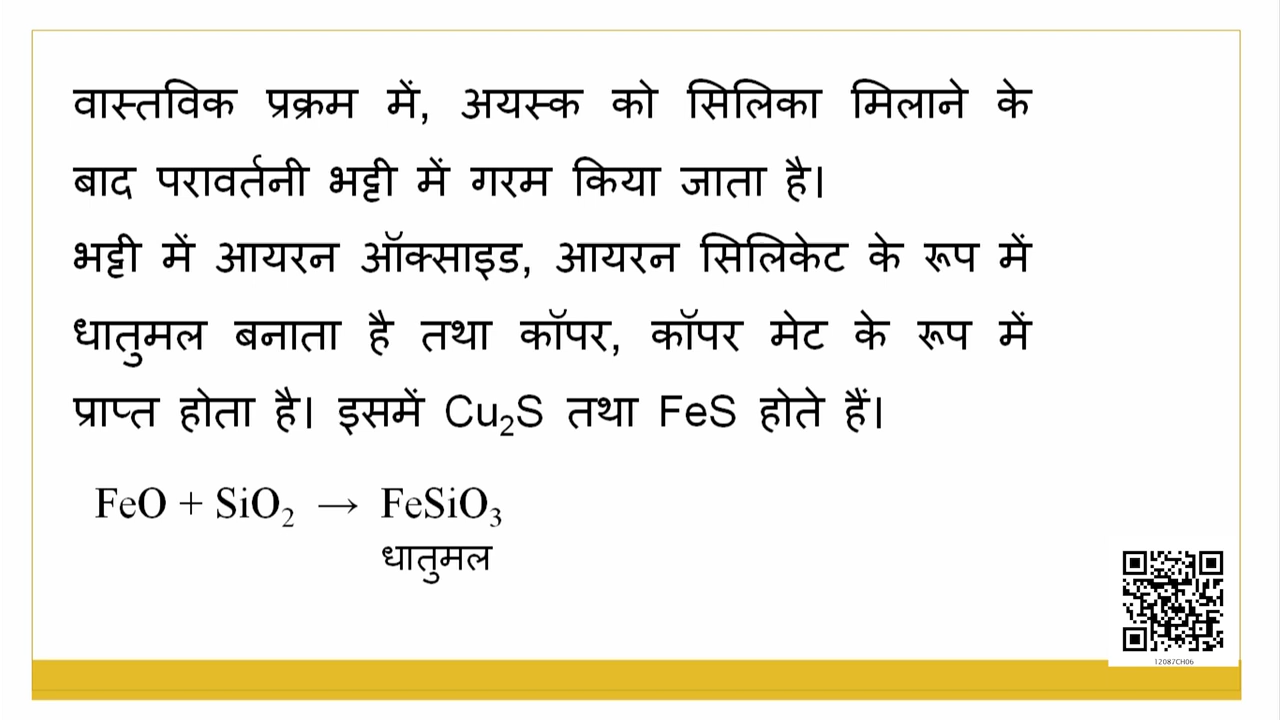 वास्तविक प्रक्रम में, अयस्क को सिलिका मिलाने के
बाद परावर्तनी भट्टी में गरम किया जाता है।
भट्टी में आयरन ऑक्साइड, आयरन सिलिकेट के रूप में
धातुमल बनाता है तथा कॉपर, कॉपर मेट के रूप में
प्राप्त होता है। इसमें Cu₂S तथा FeS होते हैं।
FeO + SiO₂ → FeSiO₃
धातुमल
12087CH06